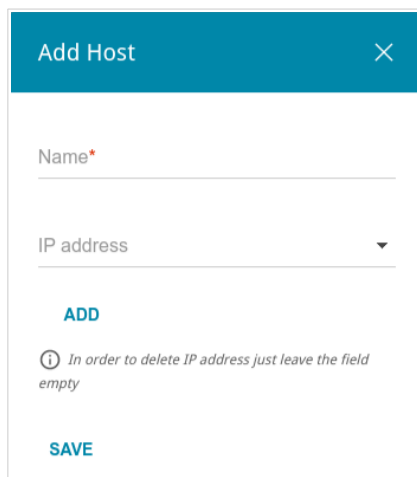 Add Host
Name*
IP address
ADD
In order to delete IP address just leave the field
empty
SAVE